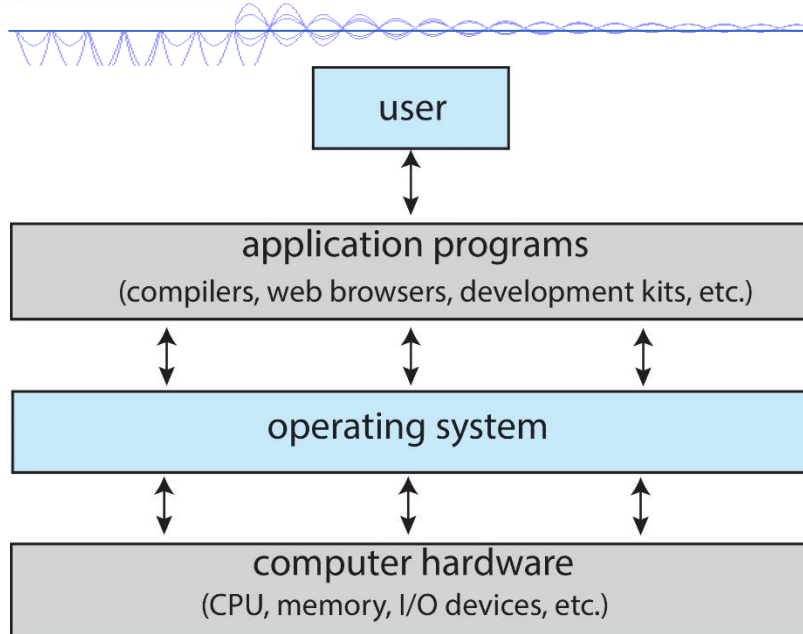 user
application programs
(compilers, web browsers, development kits, etc.)
operating system
computer hardware
(CPU, memory, I/O devices, etc.)